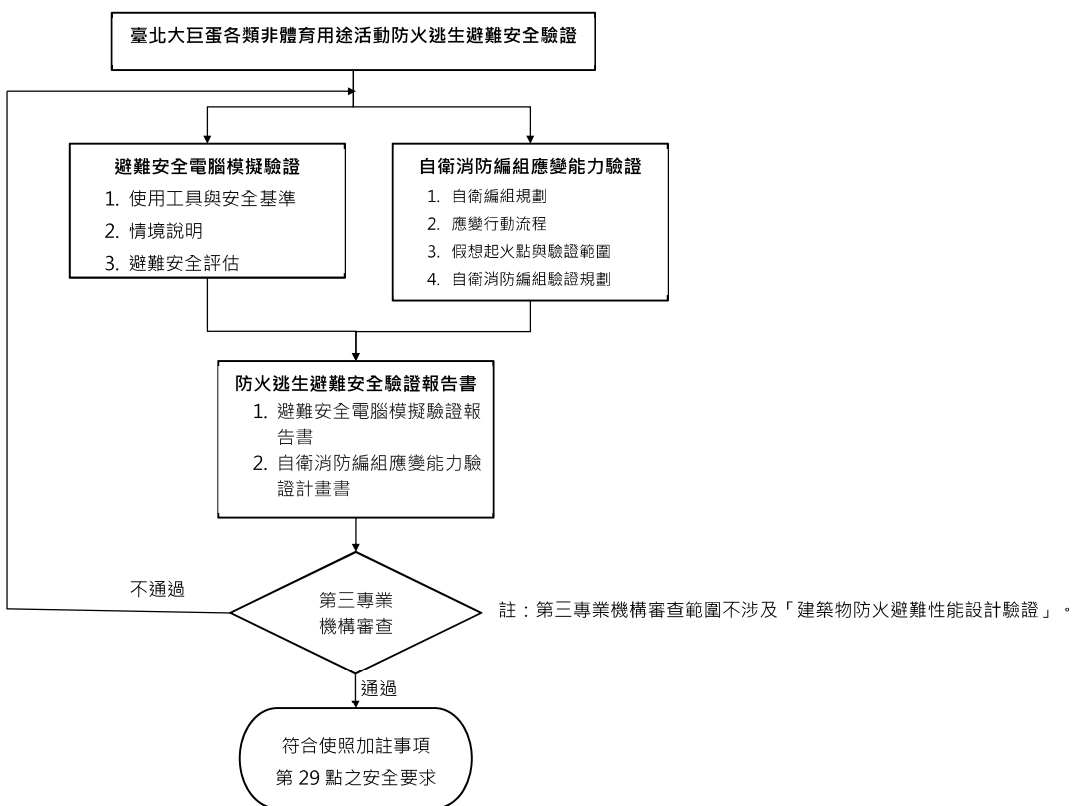 臺北大巨蛋各類非體育用途活動防火逃生避難安全驗證
避難安全電腦模擬驗證
1. 使用工具與安全基準
2. 情境說明
3. 避難安全評估
自衛消防編組應變能力驗證
1. 自衛編組規劃
2. 應變行動流程
3. 假想起火點與驗證範圍
4. 自衛消防編組驗證規劃
防火逃生避難安全驗證報告書
1. 避難安全電腦模擬驗證報
告書
2. 自衛消防編組應變能力驗
證計畫書
不通過
第三專業
機構審查
註：第三專業機構審查範圍不涉及「建築物防火避難性能設計驗證」。
通過
符合使照加註事項
第 29 點之安全要求